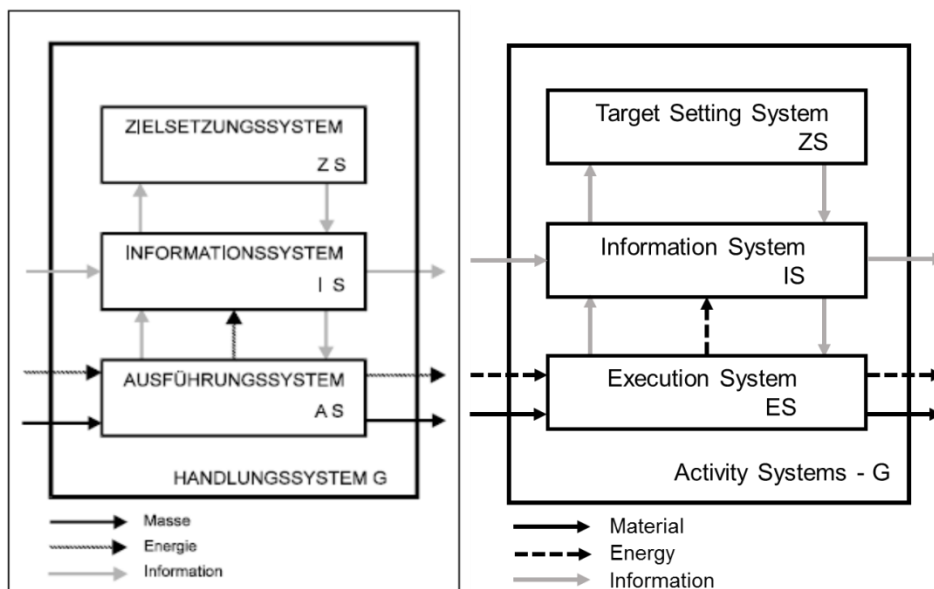 ZIELSETZUNGSSYSTEM
Z S
INFORMATIONSSYSTEM
I S
AUSFÜHRUNGSSYSTEM
A S
HANDLUNGSSYSTEM G
Masse
Energie
Information
Target Setting System
ZS
Information System
IS
Execution System
ES
Activity Systems - G
Material
Energy
Information